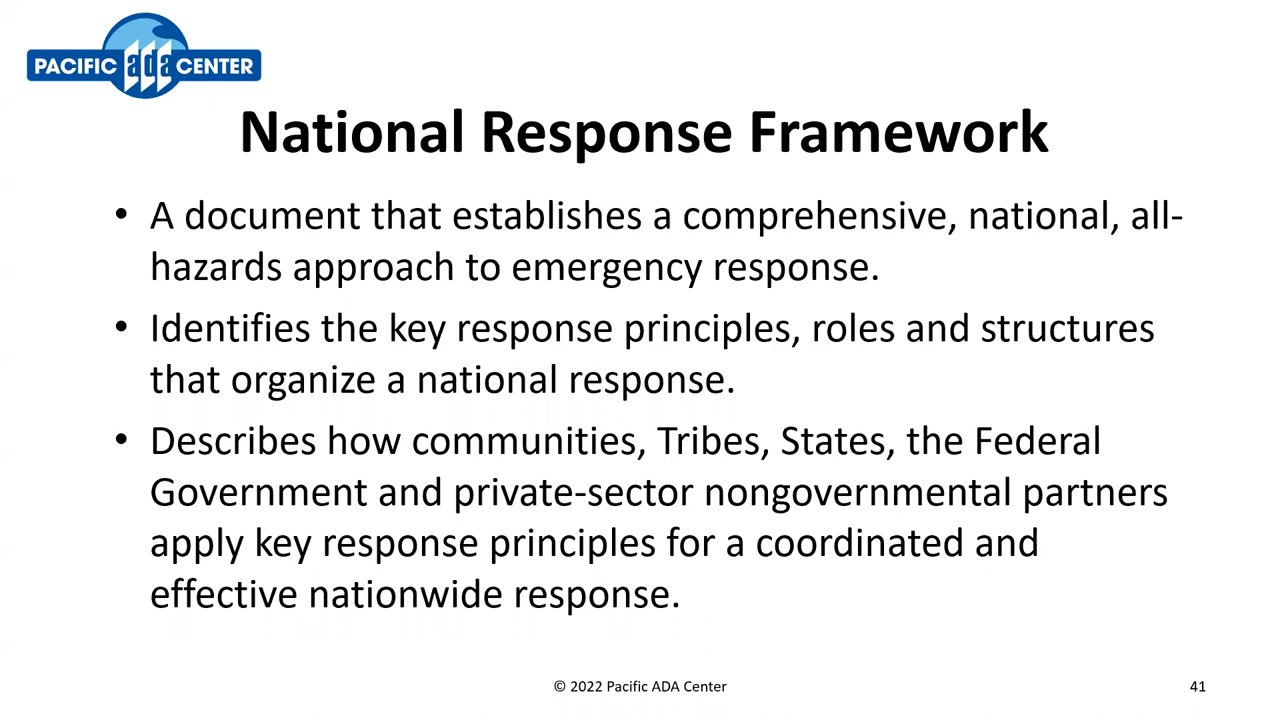 PACIFIC ada CENTER
National Response Framework
• A document that establishes a comprehensive, national, all-
hazards approach to emergency response.
• Identifies the key response principles, roles and structures
that organize a national response.
• Describes how communities, Tribes, States, the Federal
Government and private-sector nongovernmental partners
apply key response principles for a coordinated and
effective nationwide response.
© 2022 Pacific ADA Center
41